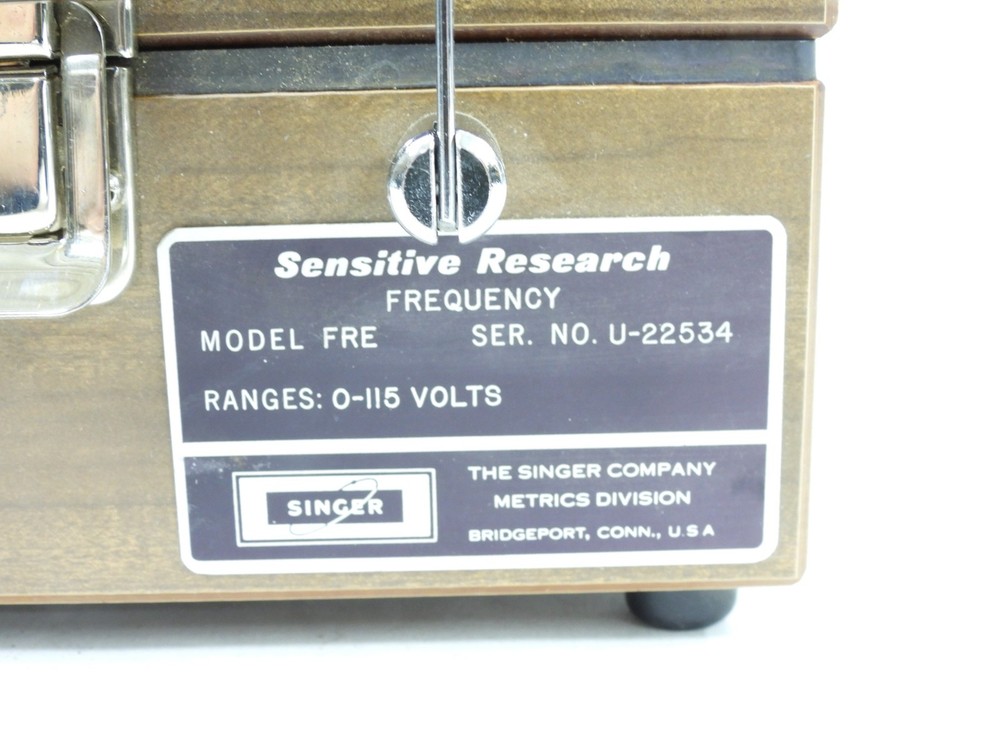 Sensitive Research
FREQUENCY
MODEL FRE SER. NO. U-22534
RANGES: 0-115 VOLTS
SINGER
THE SINGER COMPANY
METRICS DIVISION
BRIDGEPORT, CONN., U.S A